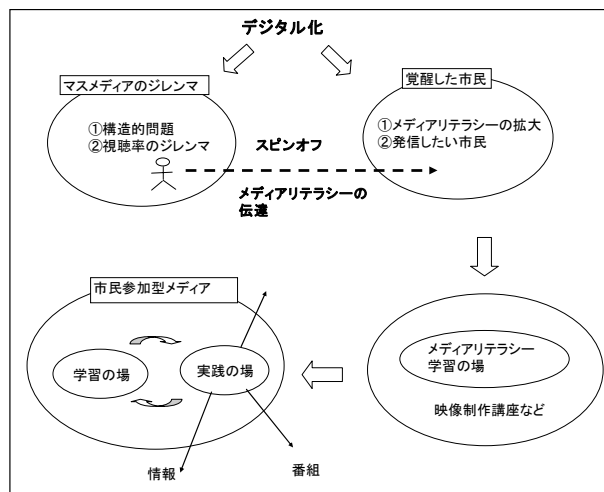 デジタル化
マスメディアのジレンマ
①構造的問題
②視聴率のジレンマ
覚醒した市民
①メディアリテラシーの拡大
②発信したい市民
スピンオフ
メディアリテラシーの
伝達
市民参加型メディア
学習の場
実践の場
情報
番組
メディアリテラシー
学習の場
映像制作講座など